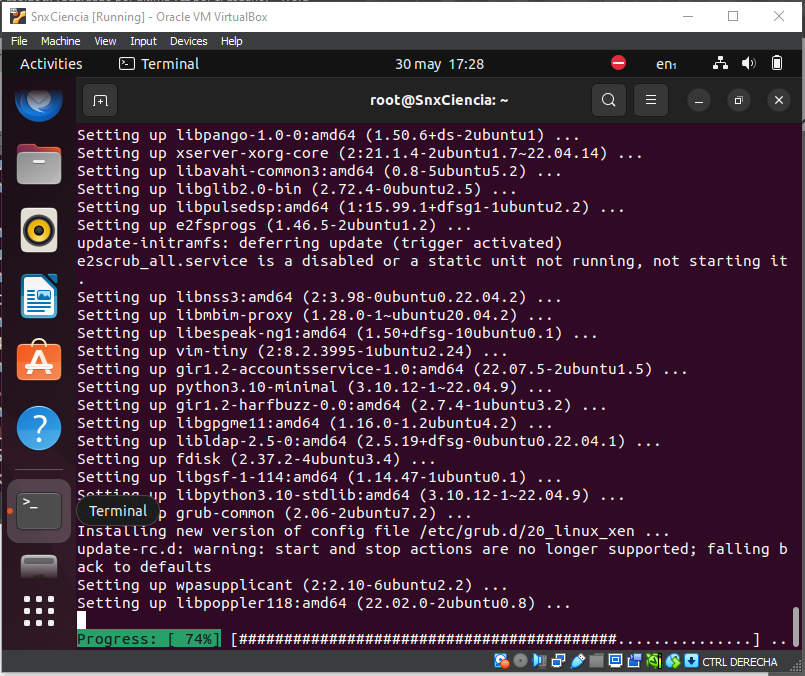 SnxCiencia [Running] - Oracle VM VirtualBox
File Machine View Input Devices Help
Activities Terminal 30 may 17:28 en₁
root@SnxCiencia: ~
Setting up libpango-1.0-0:amd64 (1.50.6+ds-2ubuntu1) ...
Setting up xserver-xorg-core (2:21.1.4-2ubuntu1.7~22.04.14) ...
Setting up libavahi-common3:amd64 (0.8-5ubuntu5.2) ...
Setting up libglib2.0-bin (2.72.4-0ubuntu2.5) ...
Setting up libpulsedsp:amd64 (1:15.99.1+dfsg1-1ubuntu2.2) ...
Setting up e2fsprogs (1.46.5-2ubuntu1.2) ...
update-initramfs: deferring update (trigger activated)
e2scrub_all.service is a disabled or a static unit not running, not starting it
.
Setting up libnss3:amd64 (2:3.98-0ubuntu0.22.04.2) ...
Setting up libmbim-proxy (1.28.0-1~ubuntu20.04.2) ...
Setting up libespeak-ng1:amd64 (1.50+dfsg-10ubuntu0.1) ...
Setting up vim-tiny (2:8.2.3995-1ubuntu2.24) ...
Setting up gir1.2-accountsservice-1.0:amd64 (22.07.5-2ubuntu1.5) ...
Setting up python3.10-minimal (3.10.12-1~22.04.9) ...
Setting up gir1.2-harfbuzz-0.0:amd64 (2.7.4-1ubuntu3.2) ...
Setting up libgpgme11:amd64 (1.16.0-1.2ubuntu4.2) ...
Setting up libldap-2.5-0:amd64 (2.5.19+dfsg-0ubuntu0.22.04.1) ...
Setting up fdisk (2.37.2-4ubuntu3.4) ...
Setting up libgsf-1-114:amd64 (1.14.47-1ubuntu0.1) ...
Setting up libpython3.10-stdlib:amd64 (3.10.12-1~22.04.9) ...
Terminal
grub-common (2.06-2ubuntu7.2) ...
Installing new version of config file /etc/grub.d/20_linux_xen ...
update-rc.d: warning: start and stop actions are no longer supported; falling b
ack to defaults
Setting up wpasupplicant (2:2.10-6ubuntu2.2) ...
Setting up libpoppler118:amd64 (22.02.0-2ubuntu0.8) ...
Progress: [ 74%] [##########################################...............] ..
CTRL DERECHA